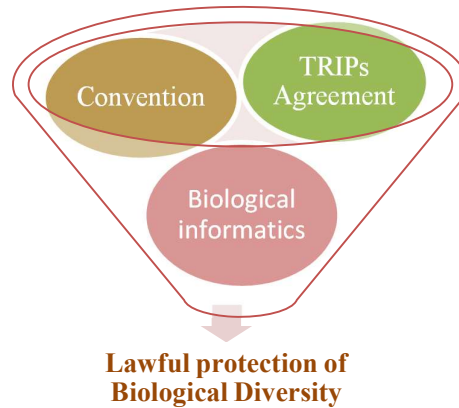 Convention
TRIPs
Agreement
Biological
informatics
Lawful protection of
Biological Diversity